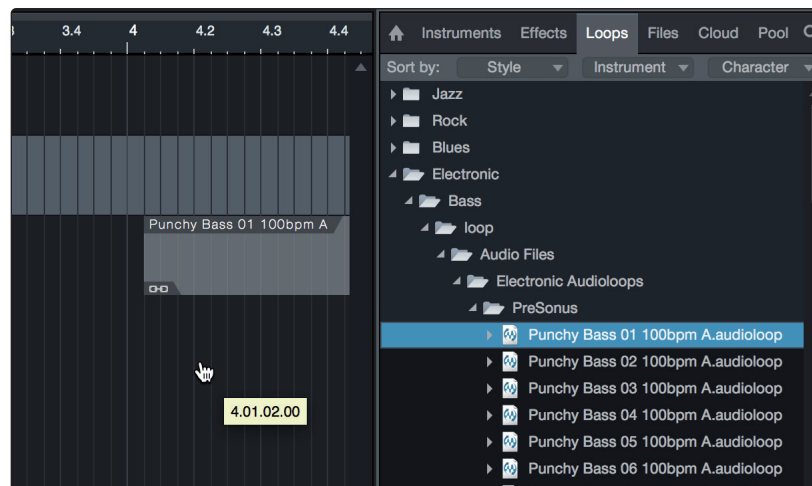 3.4 4 4.2 4.3 4.4
Instruments Effects Loops Files Cloud Pool
Sort by: Style Instrument Character
Jazz
Rock
Blues
Electronic
Bass
loop
Audio Files
Electronic Audioloops
PreSonus
Punchy Bass 01 100bpm A.audioloop
Punchy Bass 02 100bpm A.audioloop
Punchy Bass 03 100bpm A.audioloop
Punchy Bass 04 100bpm A.audioloop
Punchy Bass 05 100bpm A.audioloop
Punchy Bass 06 100bpm A.audioloop
Punchy Bass 01 100bpm A
4.01.02.00